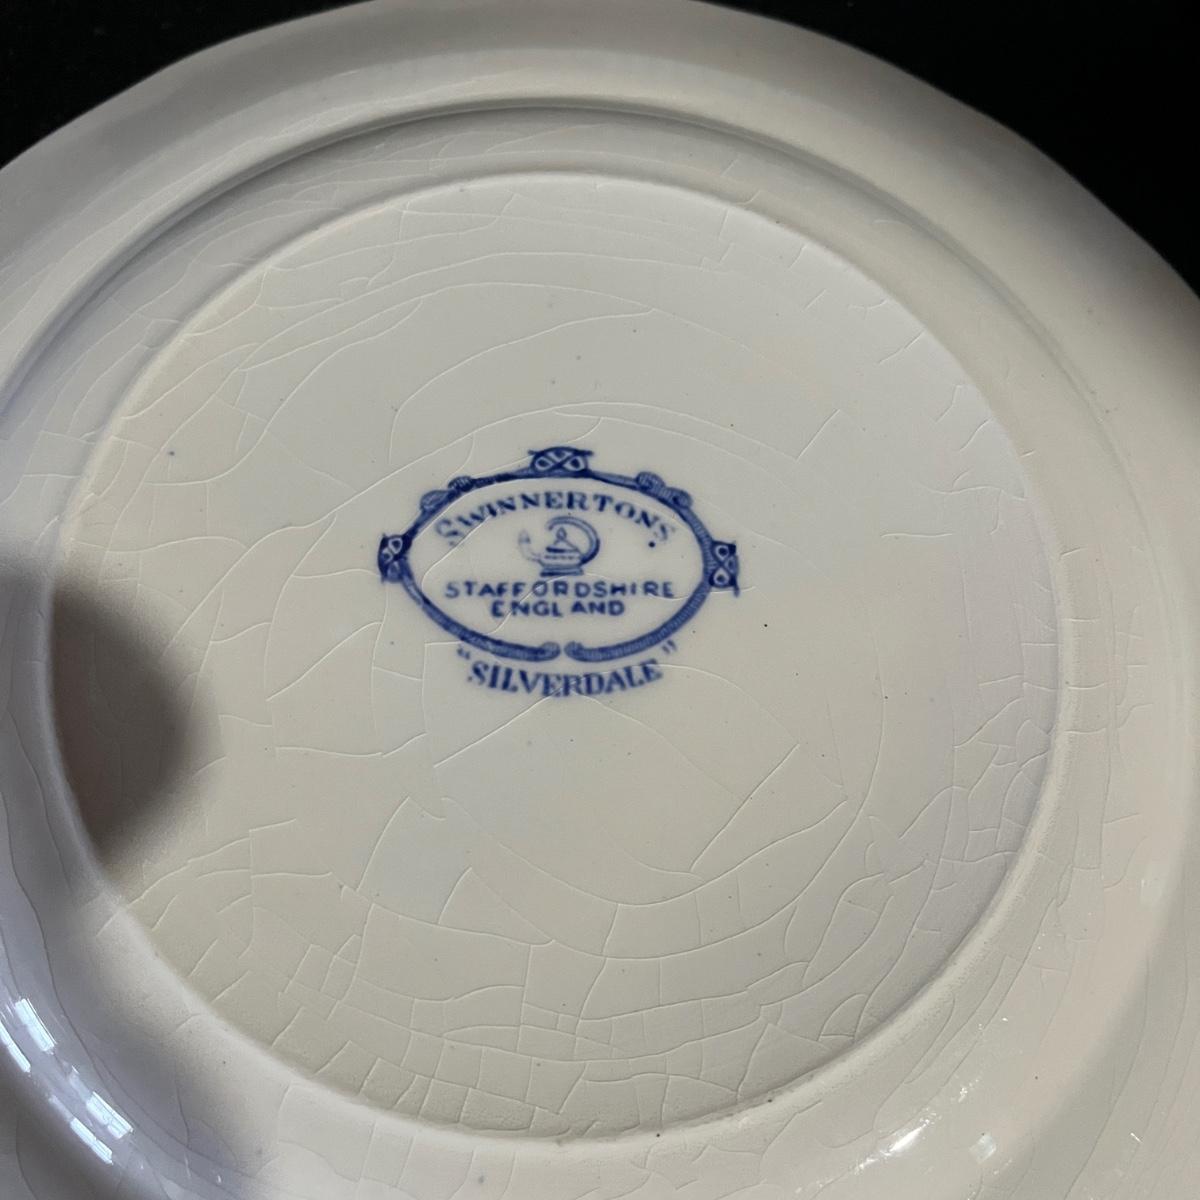 SWINNERTONS.
STAFFORDSHIRE
ENGLAND
"SILVERDALE"